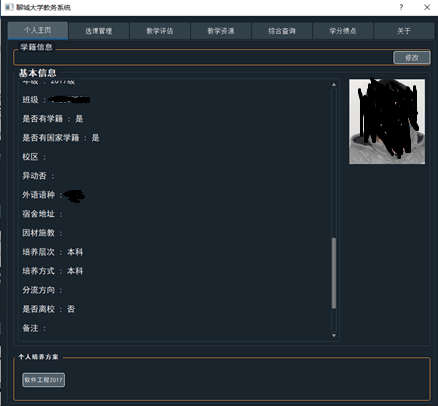 聊城大学教务系统
个人主页 选课管理 教学评估 教学资源 综合查询 学分绩点 关于
学籍信息
修改
基本信息
年级 : 2017级
班级 :
是否有学籍 : 是
是否有国家学籍 : 是
校区 :
异动否 :
外语语种 :
宿舍地址 :
因材施教 :
培养层次 : 本科
培养方式 : 本科
分流方向 :
是否离校 : 否
备注 :
个人培养方案
软件工程2017